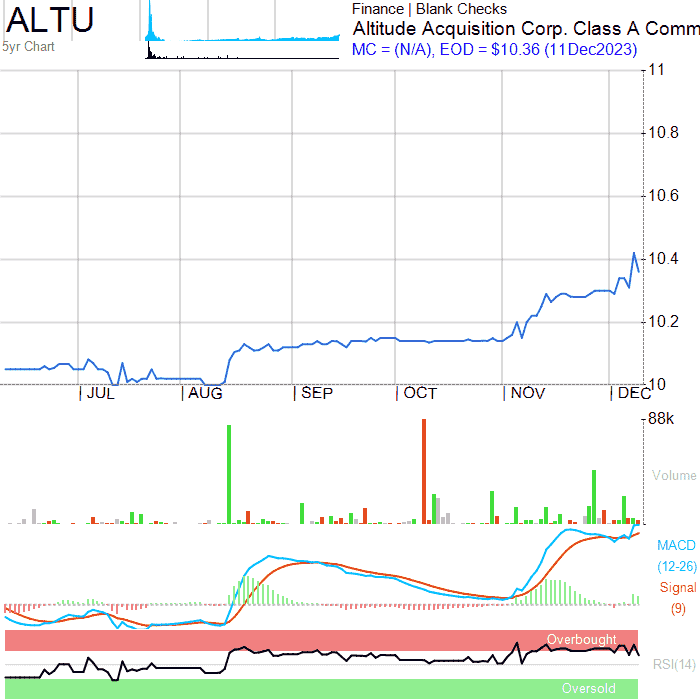 ALTU
5yr Chart
Finance | Blank Checks
Altitude Acquisition Corp. Class A Comm
MC = (N/A), EOD = $10.36 (11Dec2023)
11
10.8
10.6
10.4
10.2
10
JUL AUG SEP OCT NOV DEC
88k
Volume
MACD
(12-26)
Signal
(9)
Overbought
RSI(14)
Oversold